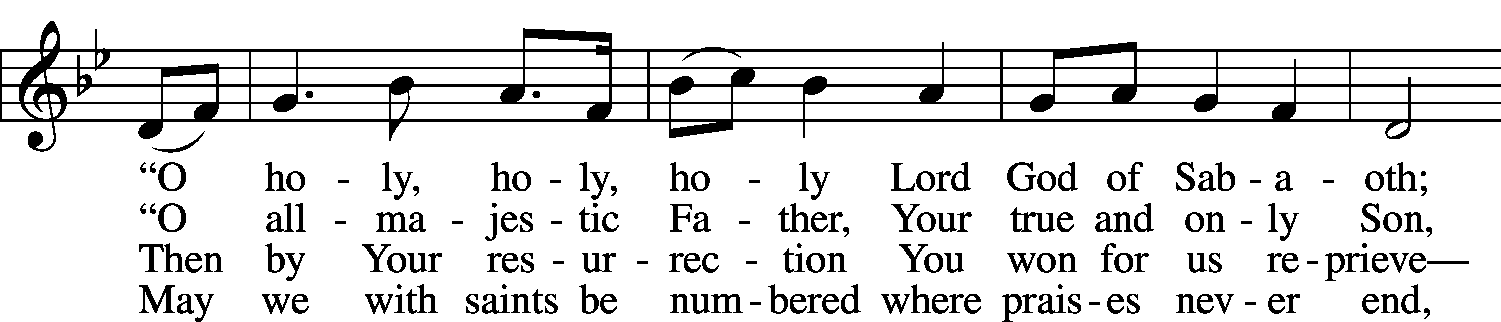 “O ho - ly, ho - ly, ho - ly Lord God of Sab - a - oth;
“O all - ma - jes - tic Fa - ther, Your true and on - ly Son,
Then by Your res - ur - rec - tion You won for us re - prieve—
May we with saints be num - bered where prais - es nev - er end,